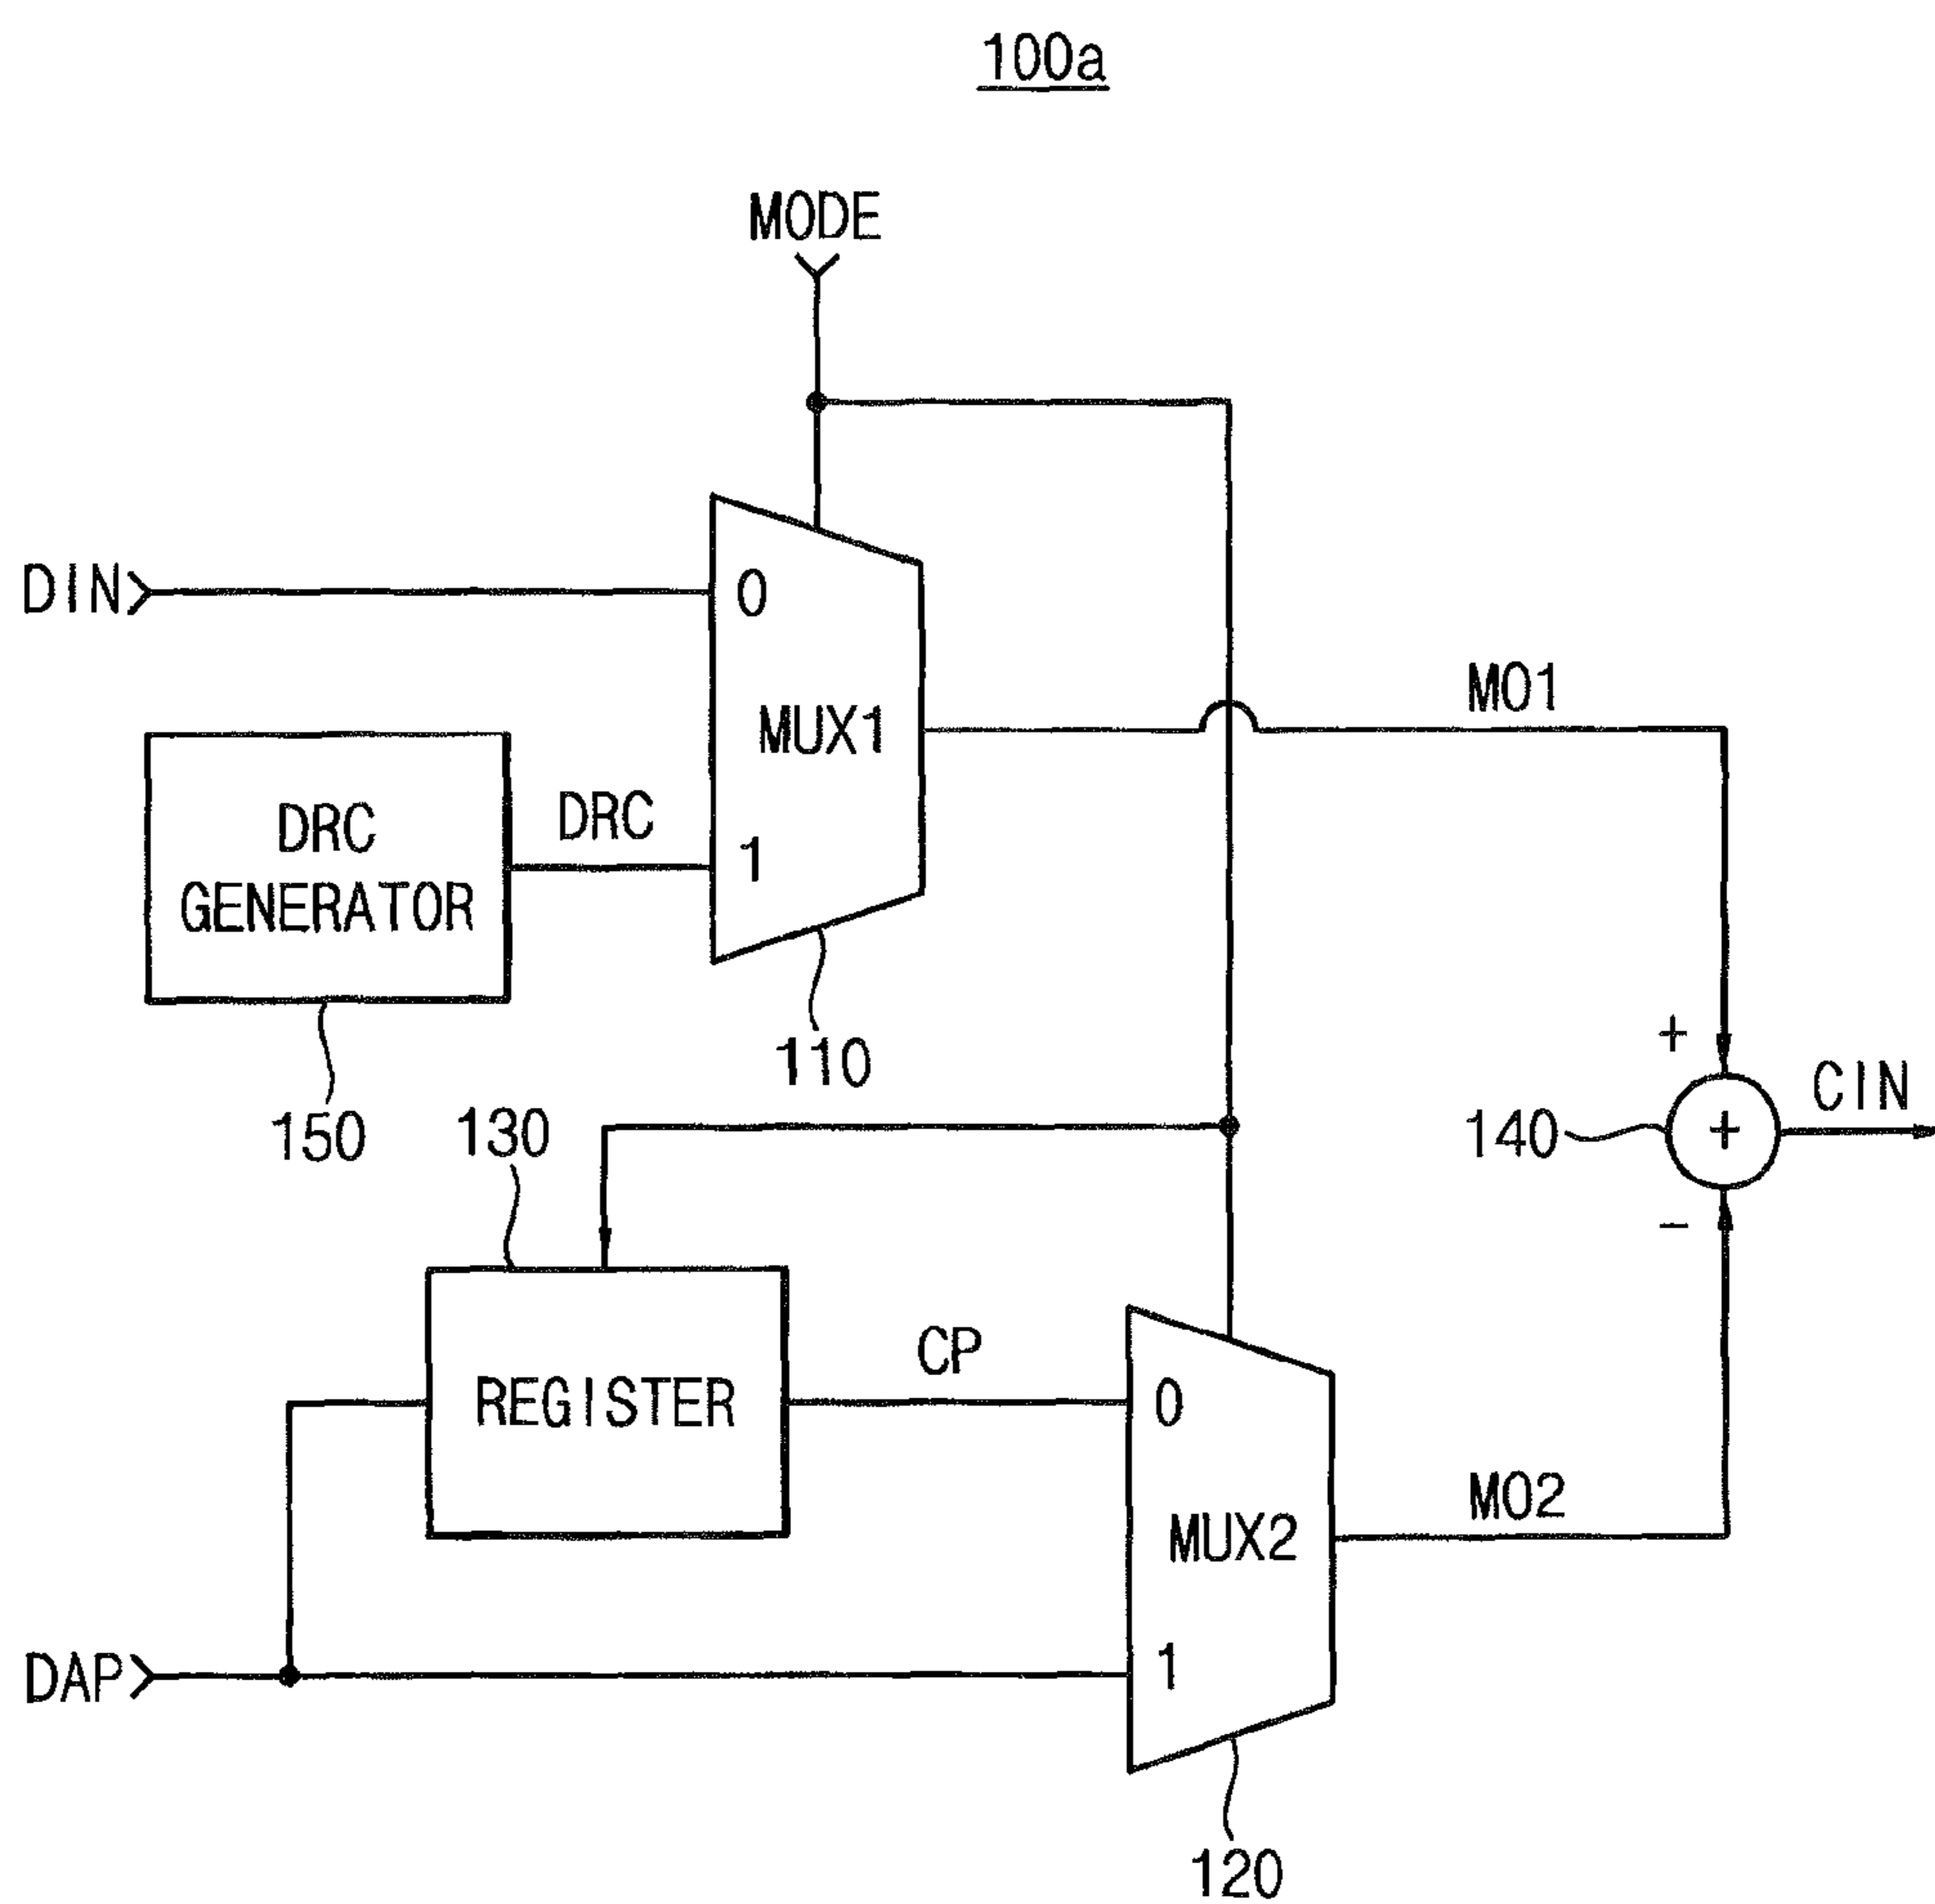 100a
MODE
DIN
0
MUX1
MO1
DRC
GENERATOR
DRC
1
110
150
130
+
140
+
CIN
-
REGISTER
CP
0
MUX2
MO2
DAP
1
120